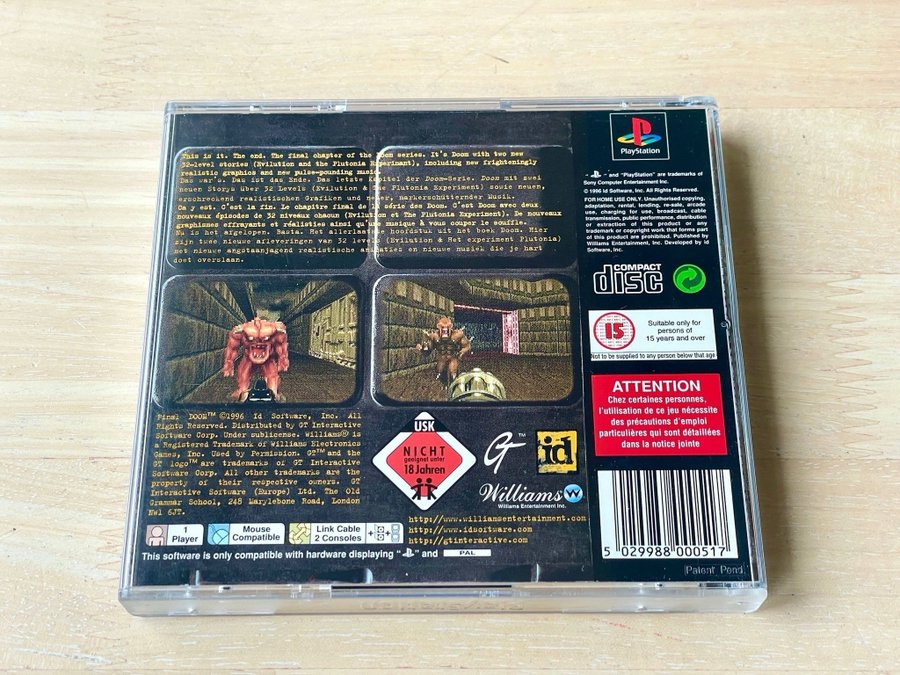 This is it. The end. The final chapter of the Doom series. It's Doom with two new
32-level stories (Evilution and the Plutonia Experiment), including new frighteningly
realistic graphics and new pulse-pounding music.
Das war's. Das ist das Ende. Das letzte Kapitel der Doom-Serie. Doom mit zwei
neuen Storys über 32 Levels (Evilution & the Plutonia Experiment) sowie neuen,
erschreckend realistischen Grafiken und neuer, markerschütternder Musik.
Ça y est. C'est la fin. Le chapitre final de la série des Doom. C'est Doom avec deux
nouveaux épisodes de 32 niveaux chacun (Evilution et The Plutonia Experiment). De nouveaux
graphismes effrayants et réalistes ainsi qu'une musique à vous couper le souffle.
Nu is het afgelopen. Basta. Het allerlaatste hoofdstuk uit het boek Doom. Hier
zijn twee nieuwe afleveringen van 32 levels (Evilution & Het experiment Plutonia)
met nieuwe angstaanjagend realistische animaties en nieuwe muziek die je hart
doet overslaan.
Final DOOM™ ©1996 Id Software, Inc. All
Rights Reserved. Distributed by GT Interactive
Software Corp. Under sublicense. Williams® is
a Registered Trademark of Williams Electronics
Games, Inc. Used by Permission. GT™ and the
GT logo™ are trademarks of GT Interactive
Software Corp. All other trademarks are the
property of their respective owners. GT
Interactive Software (Europe) Ltd. The Old
Grammar School, 248 Marylebone Road, London
NW1 6JT.
USK
NICHT
geeignet unter
18 Jahren
GT™
id
Williams
Williams Entertainment Inc.
http://www.williamsentertainment.com
http://www.idsoftware.com
http://gtinteractive.com
1
Player
Mouse
Compatible
Link Cable
2 Consoles
This software is only compatible with hardware displaying " " and PAL
PlayStation
" " and "PlayStation" are trademarks of
Sony Computer Entertainment Inc.
© 1996 Id Software, Inc. All Rights Reserved.
FOR HOME USE ONLY. Unauthorised copying,
adaptation, rental, lending, re-sale, arcade
use, charging for use, broadcast, cable
transmission, public performance, distribution
or extraction of this product or any
trademark or copyright work that forms part
of this product are prohibited. Published by
Williams Entertainment, Inc. Developed by id
Software, Inc.
COMPACT
disc
15
Suitable only for
persons of
15 years and over
Not to be supplied to any person below that age
ATTENTION
Chez certaines personnes,
l'utilisation de ce jeu nécessite
des précautions d'emploi
particulières qui sont détaillées
dans la notice jointe
5 029988 000517
Patent Pend.
PlayStation